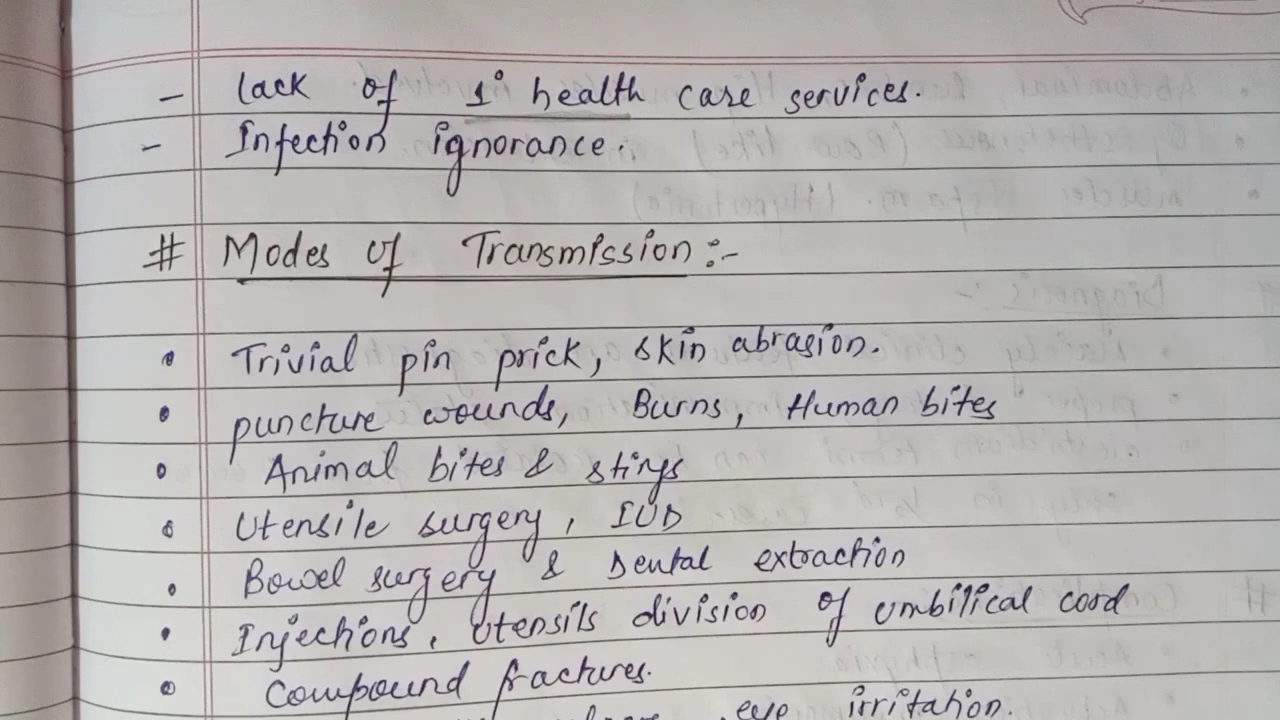 - lack of 1° health care services.
- Infection ignorance.
# Modes of Transmission :-
• Trivial pin prick, skin abrasion.
• puncture wounds, Burns, Human bites
• Animal bites & stings
• Utensile surgery, IUD
• Bowel surgery & Dental extraction
• Injections, Utensils division of umbilical cord
• Compound fractures.
, eye irritation.